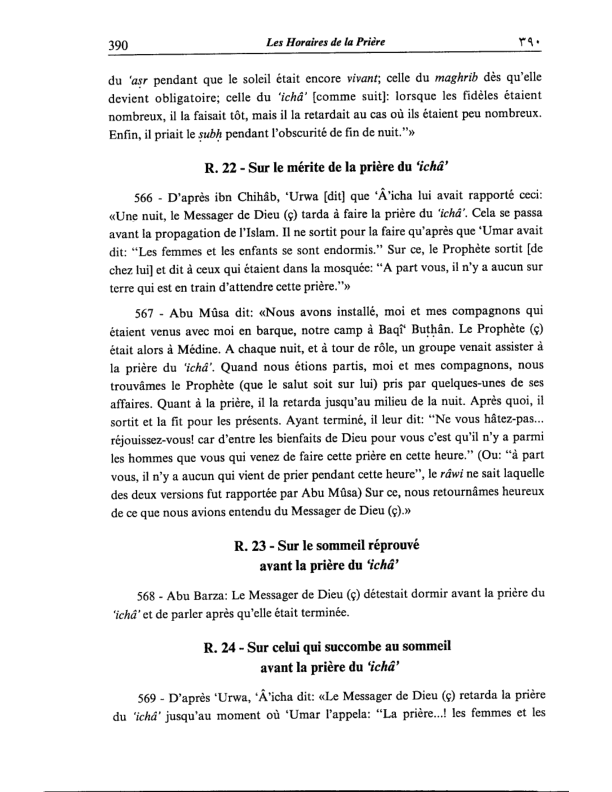 390 Les Horaires de la Prière ٣٩٠
du ‘aṣr pendant que le soleil était encore vivant; celle du maghrib dès qu'elle
devient obligatoire; celle du ‘ichâ’ [comme suit]: lorsque les fidèles étaient
nombreux, il la faisait tôt, mais il la retardait au cas où ils étaient peu nombreux.
Enfin, il priait le ṣubḥ pendant l'obscurité de fin de nuit.”»
R. 22 - Sur le mérite de la prière du ‘ichâ’
566 - D'après ibn Chihâb, ‘Urwa [dit] que ‘Â’icha lui avait rapporté ceci:
«Une nuit, le Messager de Dieu (ç) tarda à faire la prière du ‘ichâ’. Cela se passa
avant la propagation de l'Islam. Il ne sortit pour la faire qu'après que ‘Umar avait
dit: “Les femmes et les enfants se sont endormis.” Sur ce, le Prophète sortit [de
chez lui] et dit à ceux qui étaient dans la mosquée: “A part vous, il n'y a aucun sur
terre qui est en train d'attendre cette prière.”»
567 - Abu Mûsa dit: «Nous avons installé, moi et mes compagnons qui
étaient venus avec moi en barque, notre camp à Baqî‘ Buṭhân. Le Prophète (ç)
était alors à Médine. A chaque nuit, et à tour de rôle, un groupe venait assister à
la prière du ‘ichâ’. Quand nous étions partis, moi et mes compagnons, nous
trouvâmes le Prophète (que le salut soit sur lui) pris par quelques-unes de ses
affaires. Quant à la prière, il la retarda jusqu'au milieu de la nuit. Après quoi, il
sortit et la fit pour les présents. Ayant terminé, il leur dit: “Ne vous hâtez-pas...
réjouissez-vous! car d'entre les bienfaits de Dieu pour vous c'est qu'il n'y a parmi
les hommes que vous qui venez de faire cette prière en cette heure.” (Ou: “à part
vous, il n'y a aucun qui vient de prier pendant cette heure”, le râwi ne sait laquelle
des deux versions fut rapportée par Abu Mûsa) Sur ce, nous retournâmes heureux
de ce que nous avions entendu du Messager de Dieu (ç).»
R. 23 - Sur le sommeil réprouvé
avant la prière du ‘ichâ’
568 - Abu Barza: Le Messager de Dieu (ç) détestait dormir avant la prière du
‘ichâ’ et de parler après qu'elle était terminée.
R. 24 - Sur celui qui succombe au sommeil
avant la prière du ‘ichâ’
569 - D'après ‘Urwa, ‘Â’icha dit: «Le Messager de Dieu (ç) retarda la prière
du ‘ichâ’ jusqu'au moment où ‘Umar l'appela: “La prière...! les femmes et les